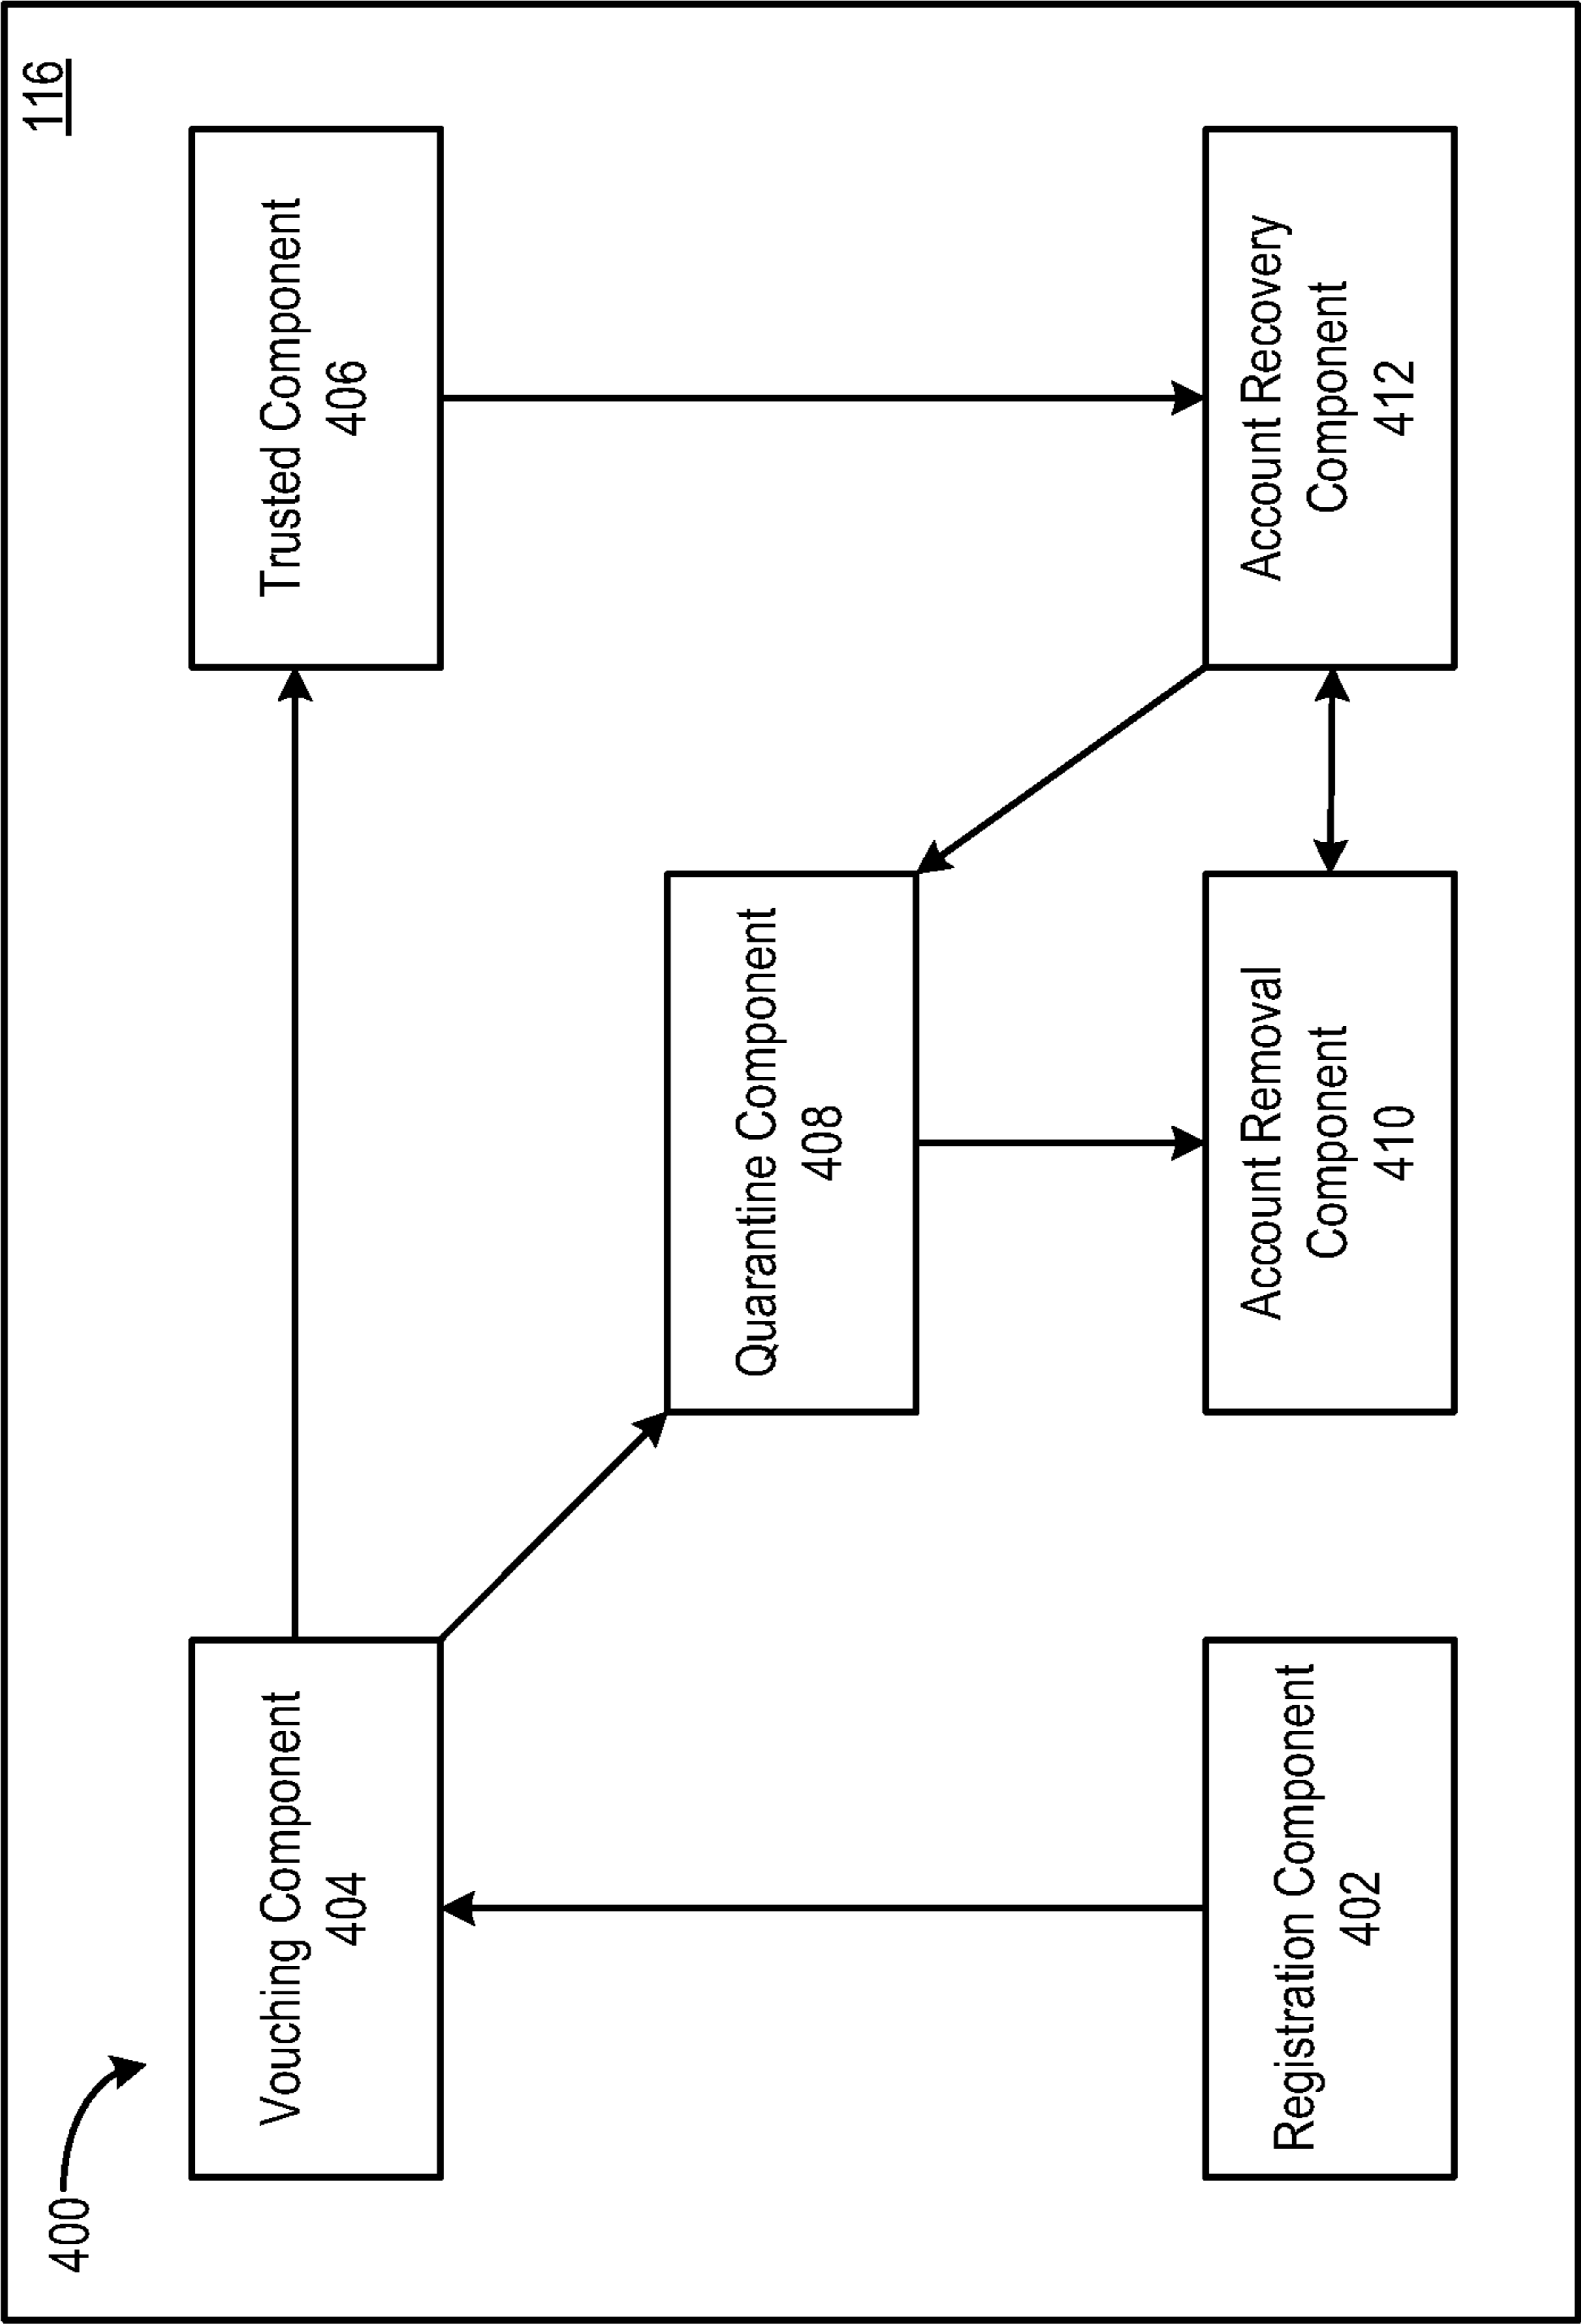 400
116
Vouching Component
404
Trusted Component
406
Quarantine Component
408
Registration Component
402
Account Removal
Component
410
Account Recovery
Component
412